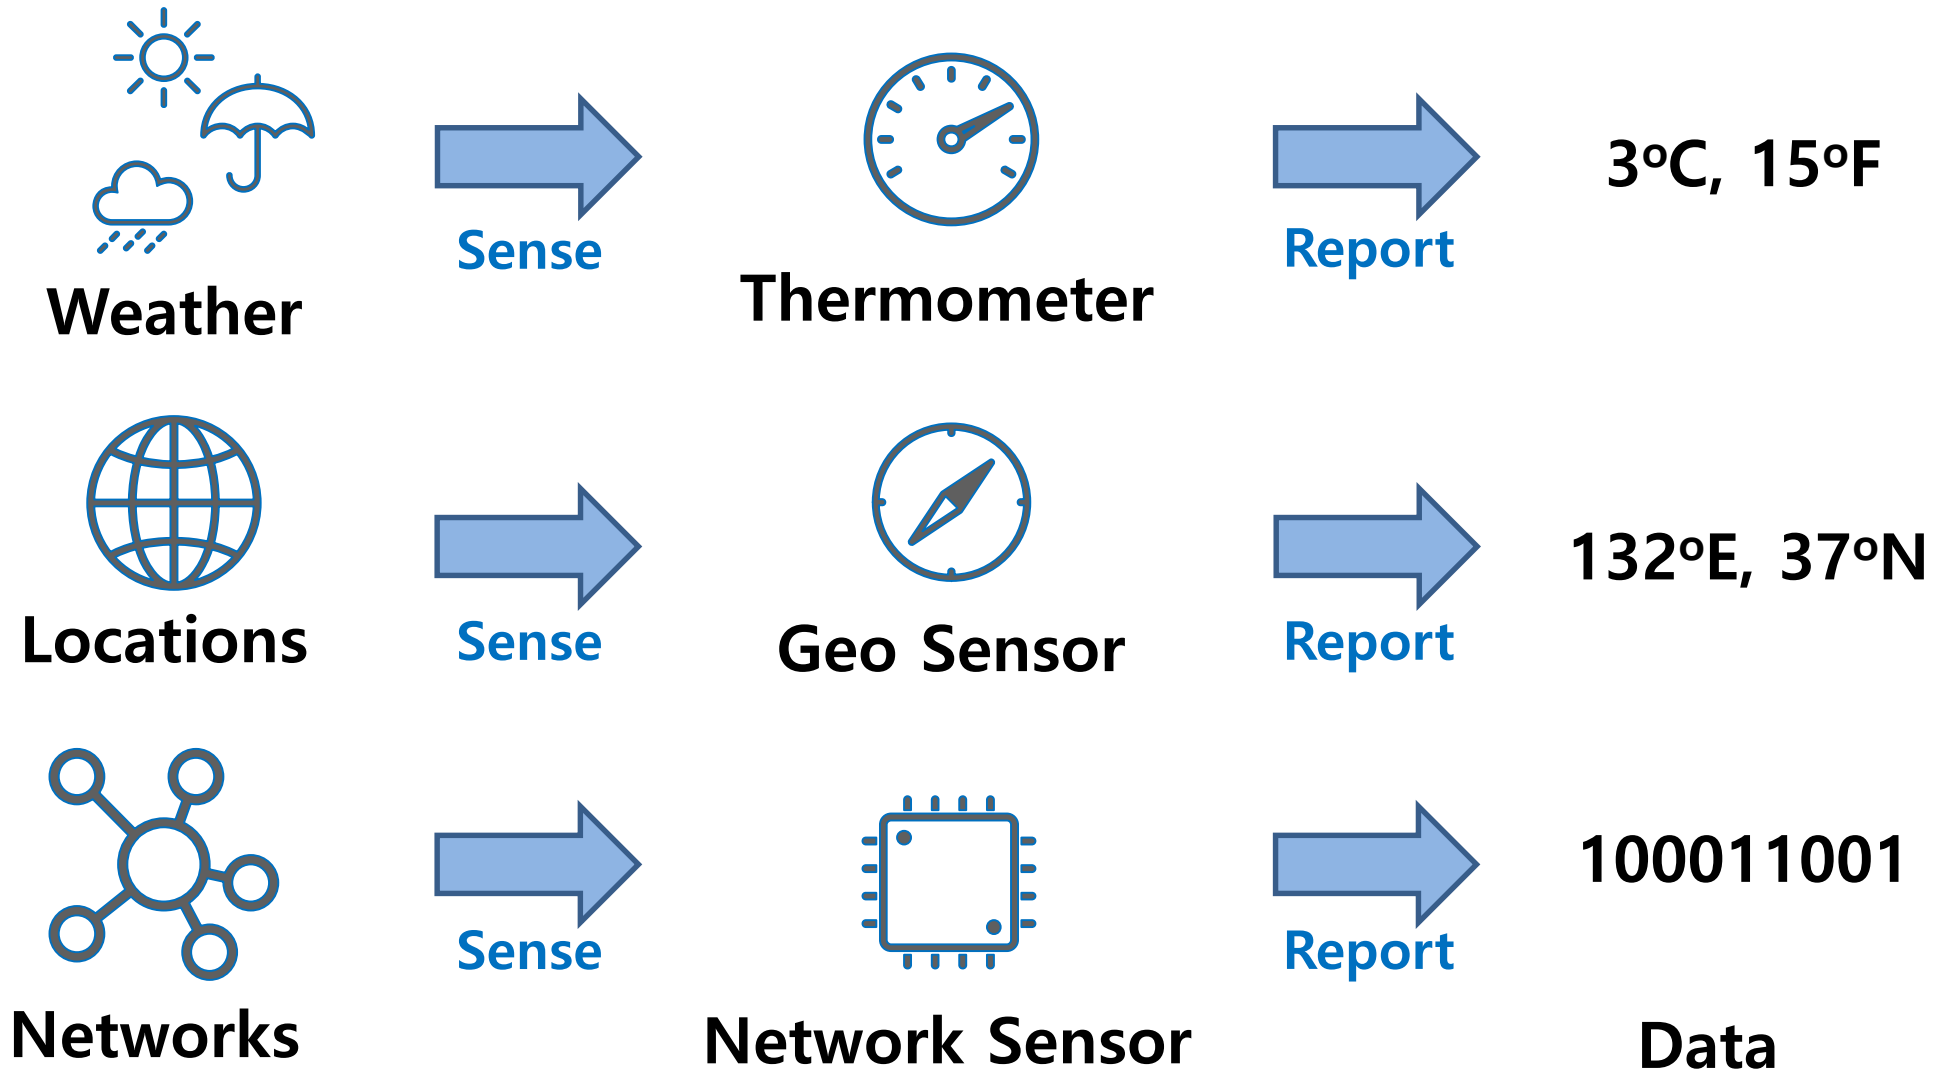 Sense
Report
3ºC, 15ºF
Weather
Thermometer
Sense
Report
132ºE, 37ºN
Locations
Geo Sensor
Sense
Report
100011001
Networks
Network Sensor
Data